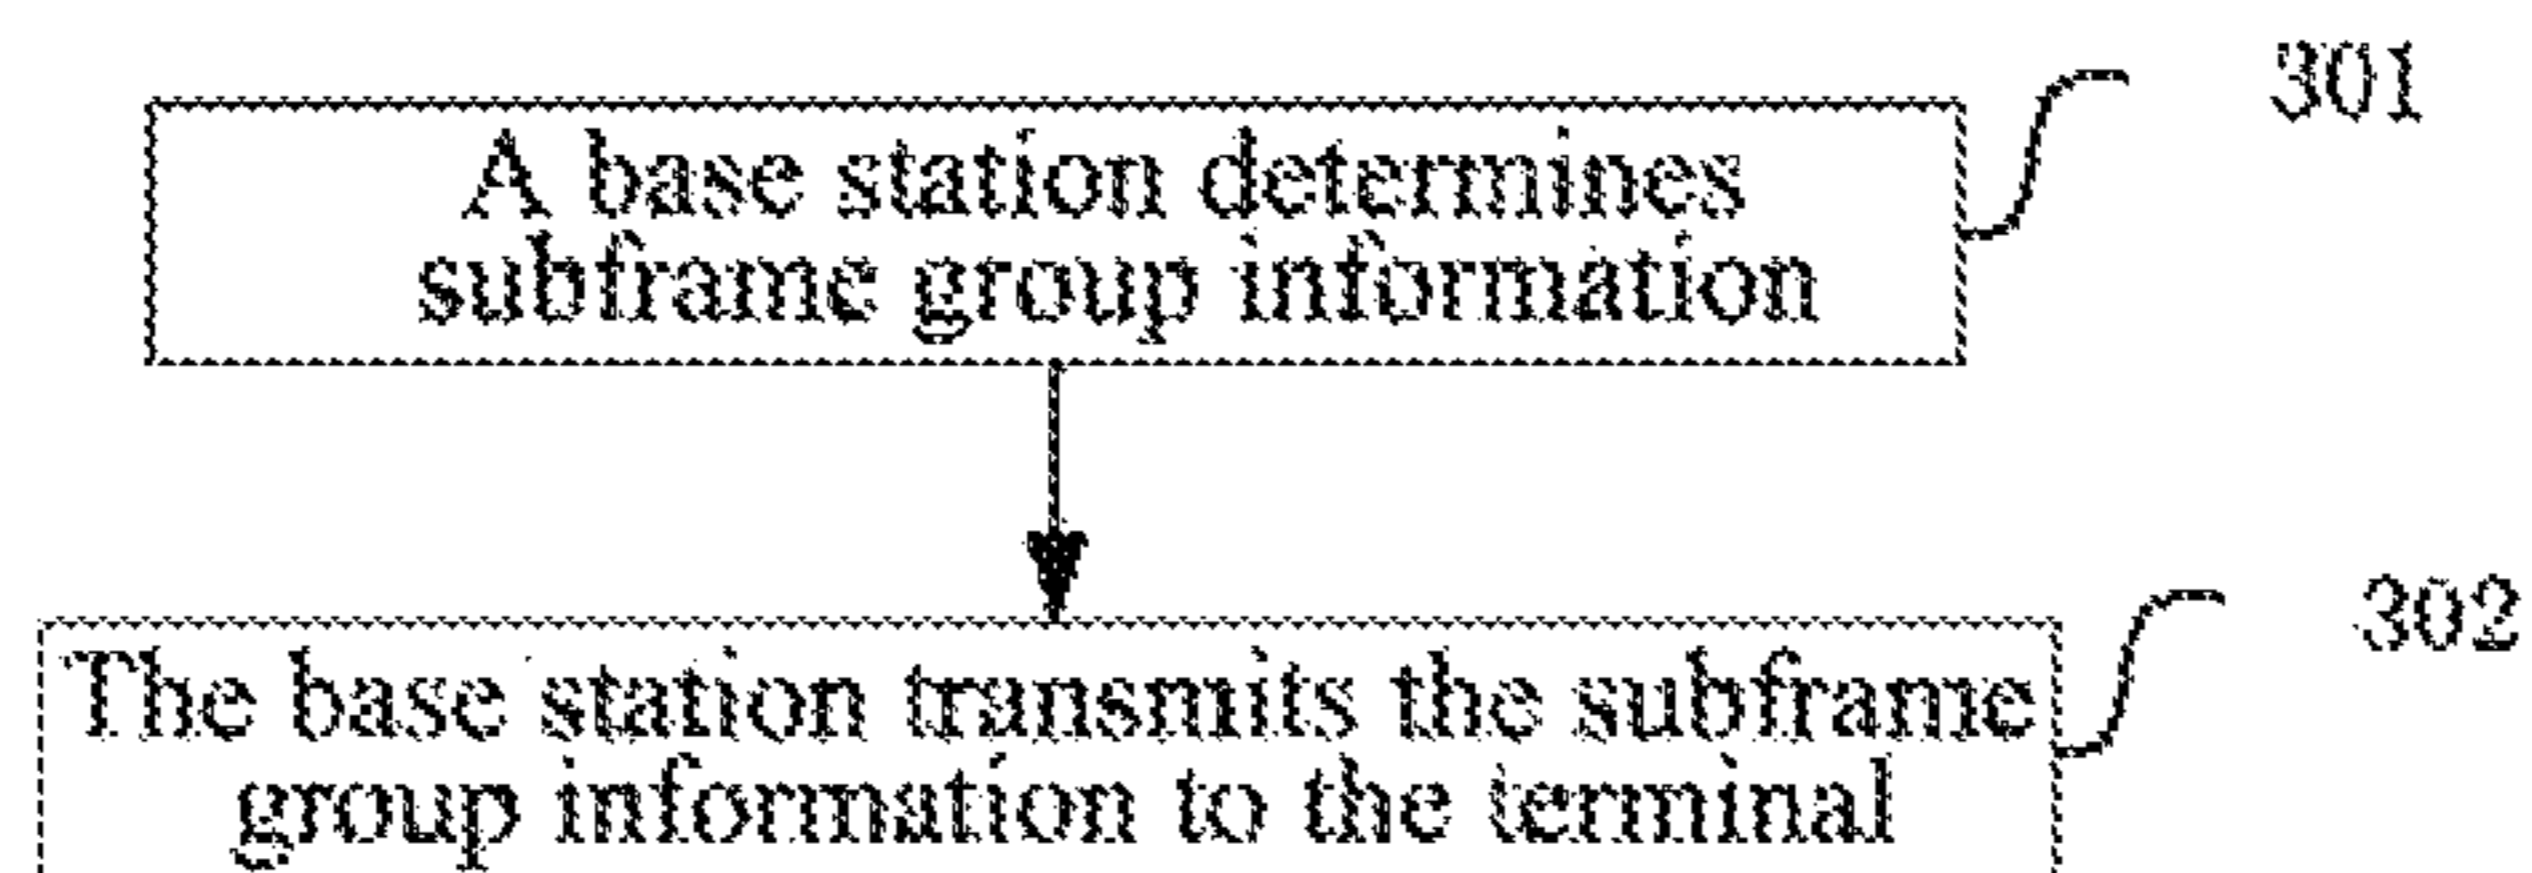 301
A base station determines
subframe group information
302
The base station transmits the subframe
group information to the terminal